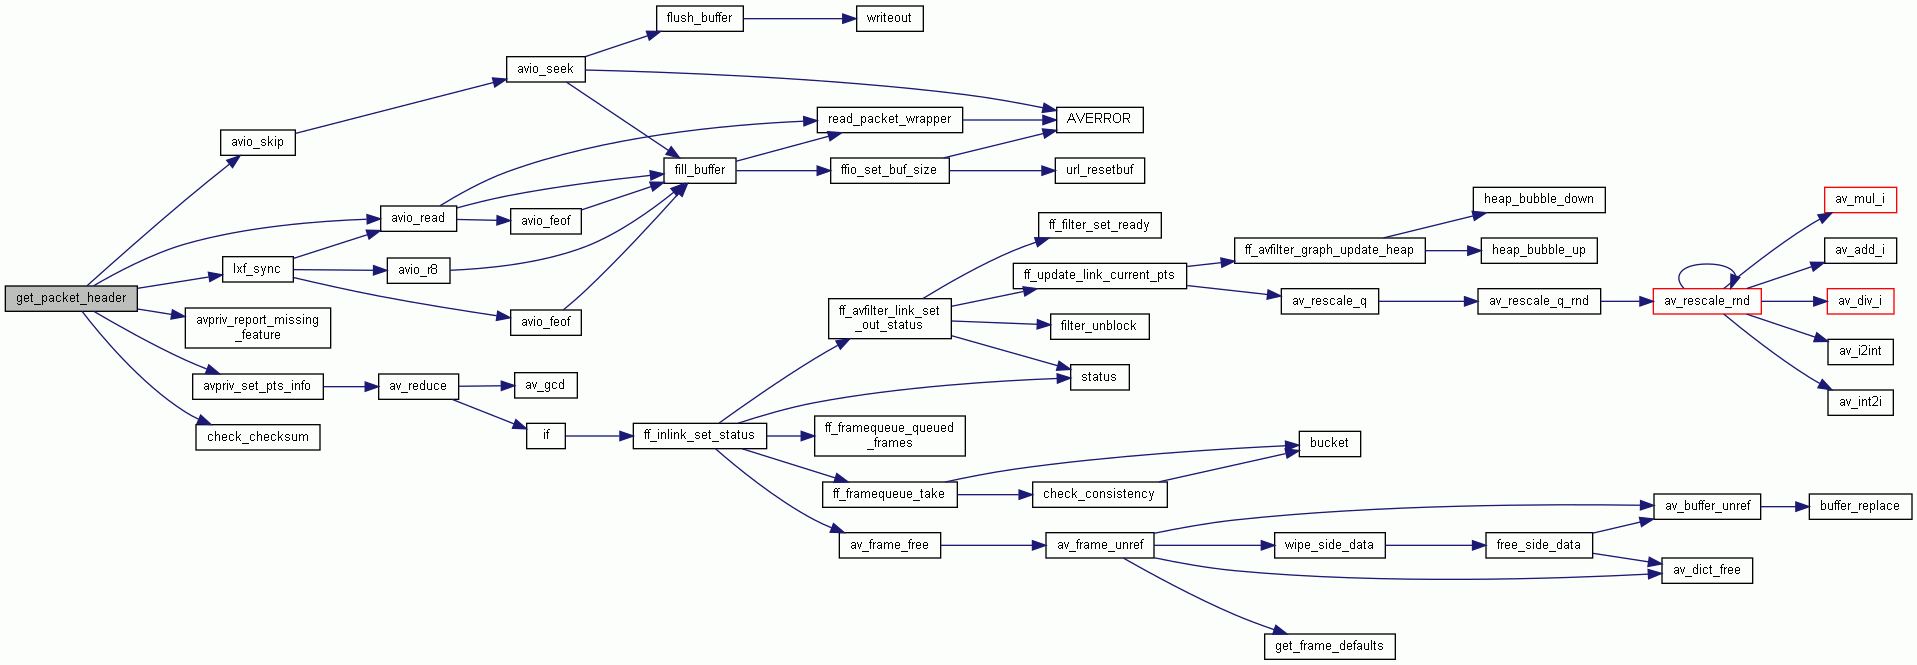 flush_buffer
writeout
avio_seek
read_packet_wrapper
AVERROR
avio_skip
fill_buffer
ffio_set_buf_size
url_resetbuf
av_mul_i
heap_bubble_down
avio_read
avio_feof
ff_filter_set_ready
ff_avfilter_graph_update_heap
heap_bubble_up
av_add_i
lxf_sync
avio_r8
ff_update_link_current_pts
get_packet_header
av_rescale_q
av_rescale_q_rnd
av_rescale_rnd
av_div_i
avpriv_report_missing
_feature
avio_feof
ff_avfilter_link_set
_out_status
filter_unblock
av_i2int
avpriv_set_pts_info
av_reduce
av_gcd
status
av_int2i
check_checksum
if
ff_inlink_set_status
ff_framequeue_queued
_frames
bucket
ff_framequeue_take
check_consistency
av_buffer_unref
buffer_replace
av_frame_free
av_frame_unref
wipe_side_data
free_side_data
av_dict_free
get_frame_defaults